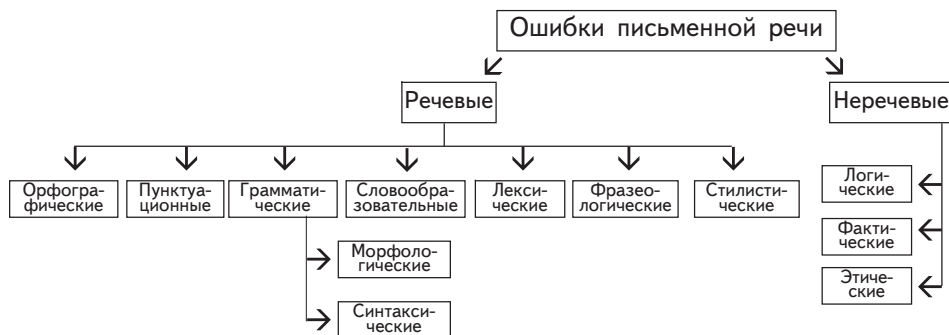 Ошибки письменной речи
Речевые
Неречевые
Орфогра-
фические
Пунктуа-
ционные
Граммати-
ческие
Словообра-
зовательные
Лекси-
ческие
Фразео-
логические
Стилисти-
ческие
Морфоло-
гические
Синтакси-
ческие
Логи-
ческие
Факти-
ческие
Этиче-
ские